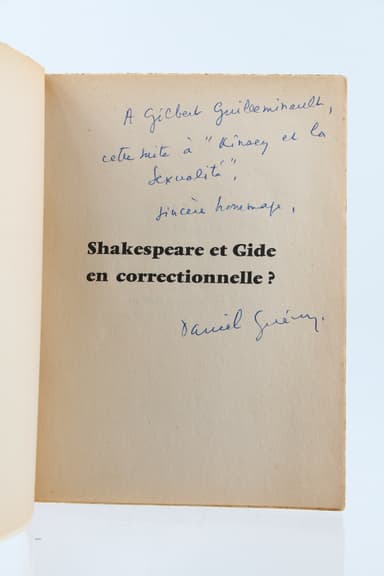 A Gilbert Guilleminault,
cette suite à "Kinsey et la
Sexualité",
sincère hommage,
Shakespeare et Gide
en correctionnelle ?
Daniel Guérin.